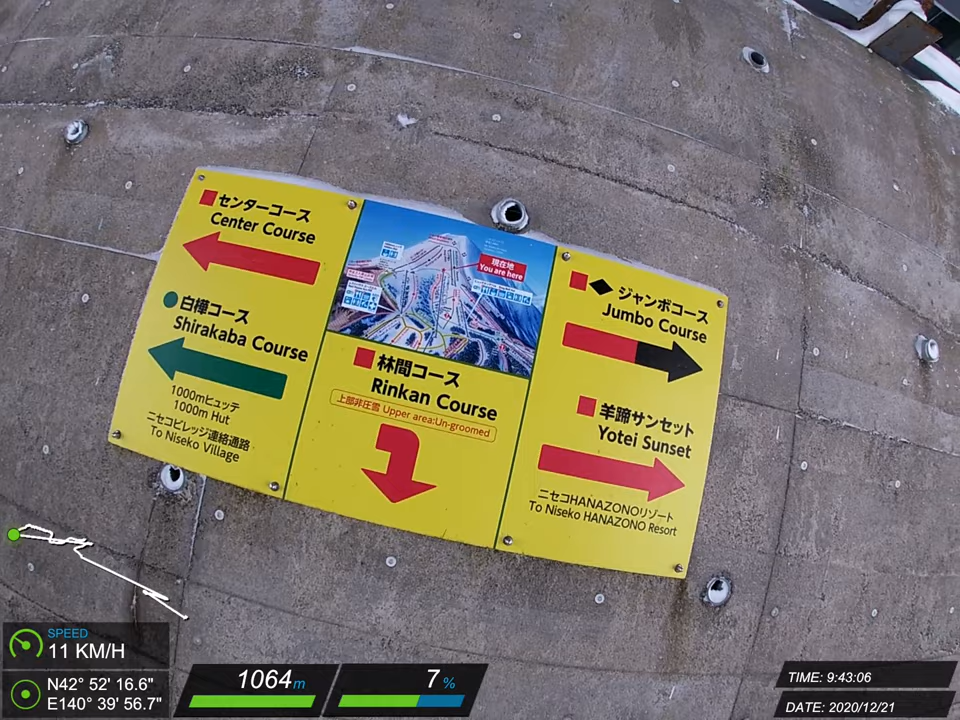 センターコース
Center Course
白樺コース
Shirakaba Course
1000mヒュッテ
1000m Hut
ニセコビレッジ連絡通路
To Niseko Village
現在地
You are here
林間コース
Rinkan Course
上部非圧雪 Upper area:Un-groomed
ジャンボコース
Jumbo Course
羊蹄サンセット
Yotei Sunset
ニセコHANAZONOリゾート
To Niseko HANAZONO Resort
SPEED
11 KM/H
N42° 52' 16.6"
E140° 39' 56.7"
1064m
7%
TIME: 9:43:06
DATE: 2020/12/21